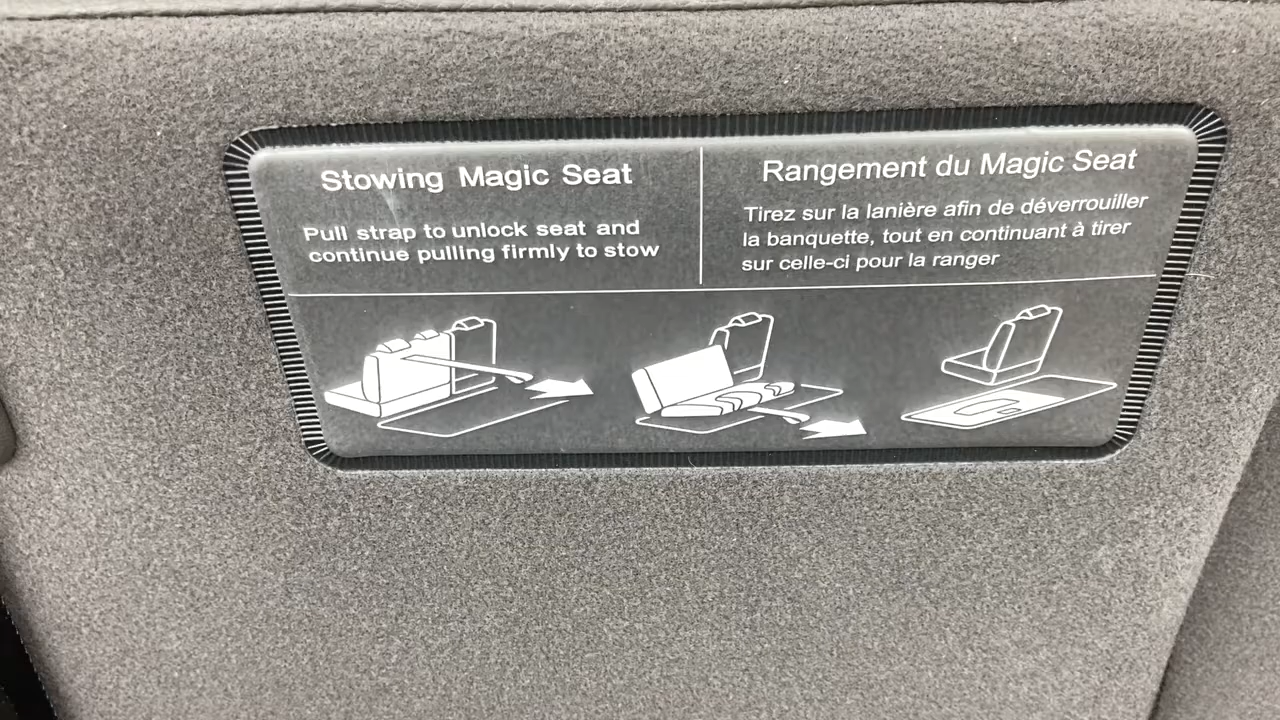 Stowing Magic Seat
Pull strap to unlock seat and
continue pulling firmly to stow
Rangement du Magic Seat
Tirez sur la lanière afin de déverrouiller
la banquette, tout en continuant à tirer
sur celle-ci pour la ranger